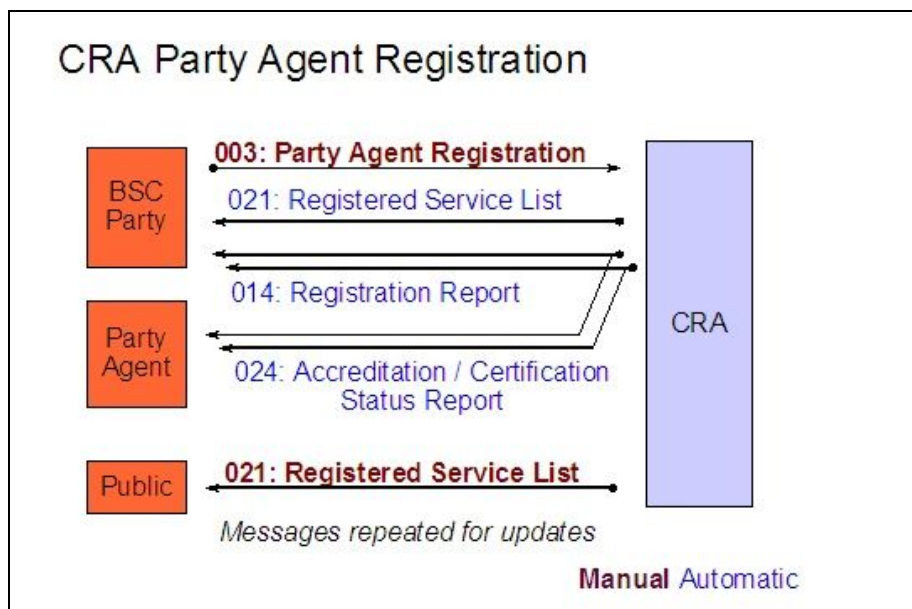 CRA Party Agent Registration
003: Party Agent Registration
BSC
Party
021: Registered Service List
014: Registration Report
CRA
Party
Agent
024: Accreditation / Certification
Status Report
021: Registered Service List
Public
Messages repeated for updates
Manual Automatic